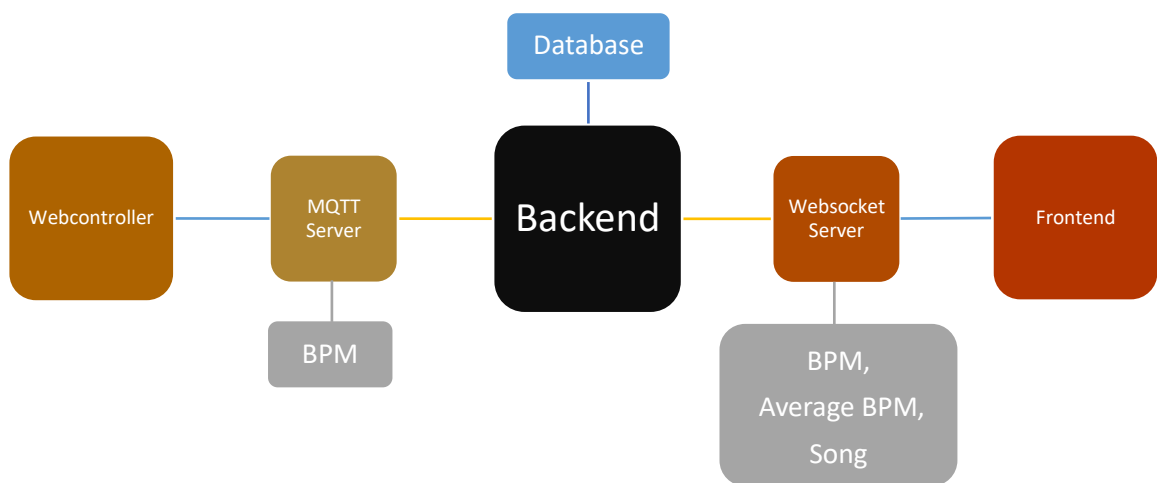 Database
Webcontroller
MQTT
Server
Backend
Websocket
Server
Frontend
BPM
BPM,
Average BPM,
Song